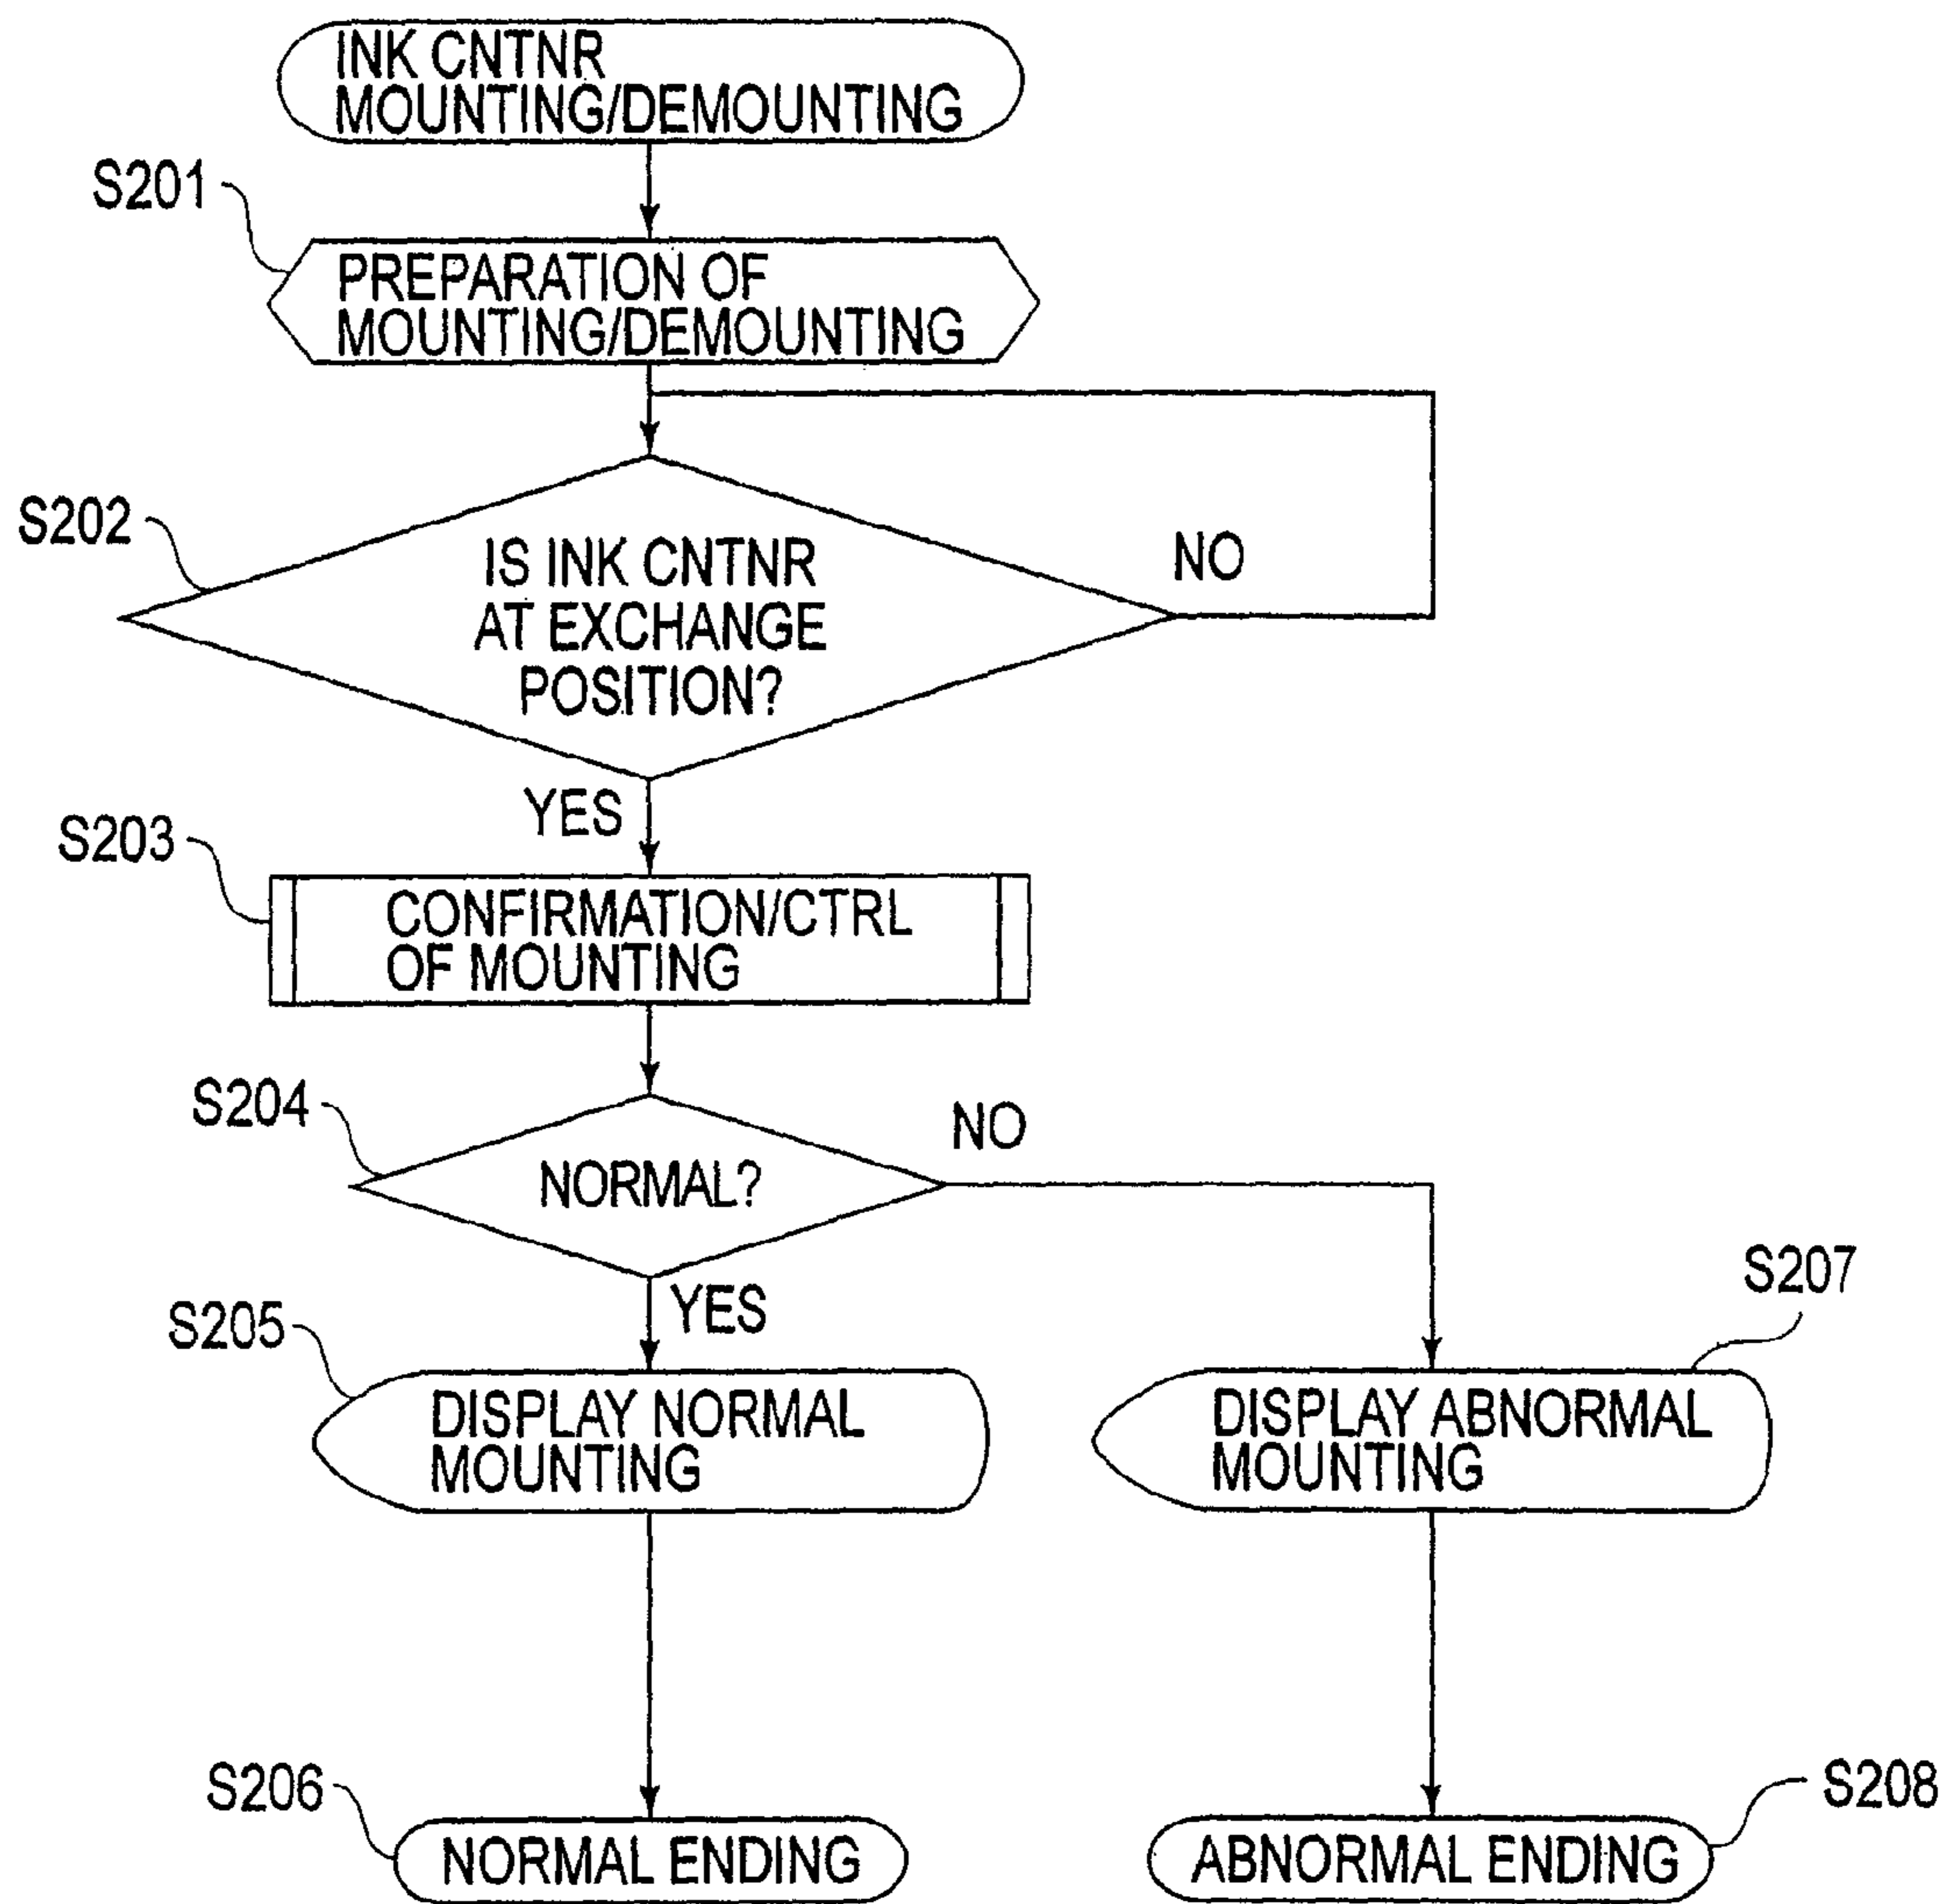 INK CNTNR
MOUNTING/DEMOUNTING
S201
PREPARATION OF
MOUNTING/DEMOUNTING
S202
IS INK CNTNR
AT EXCHANGE
POSITION?
NO
YES
S203
CONFIRMATION/CTRL
OF MOUNTING
S204
NORMAL?
NO
YES
S205
DISPLAY NORMAL
MOUNTING
S207
DISPLAY ABNORMAL
MOUNTING
S206
NORMAL ENDING
S208
ABNORMAL ENDING